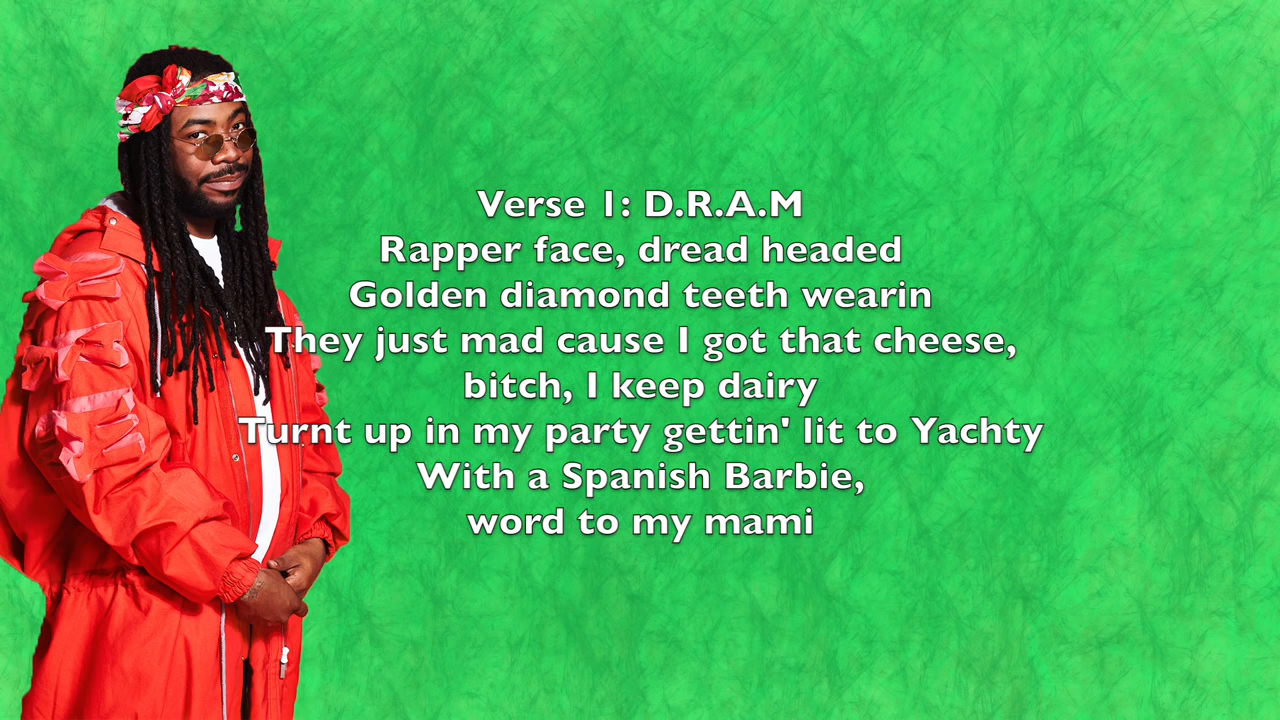 Verse 1: D.R.A.M
Rapper face, dread headed
Golden diamond teeth wearin
They just mad cause I got that cheese,
bitch, I keep dairy
Turnt up in my party gettin' lit to Yachty
With a Spanish Barbie,
word to my mami